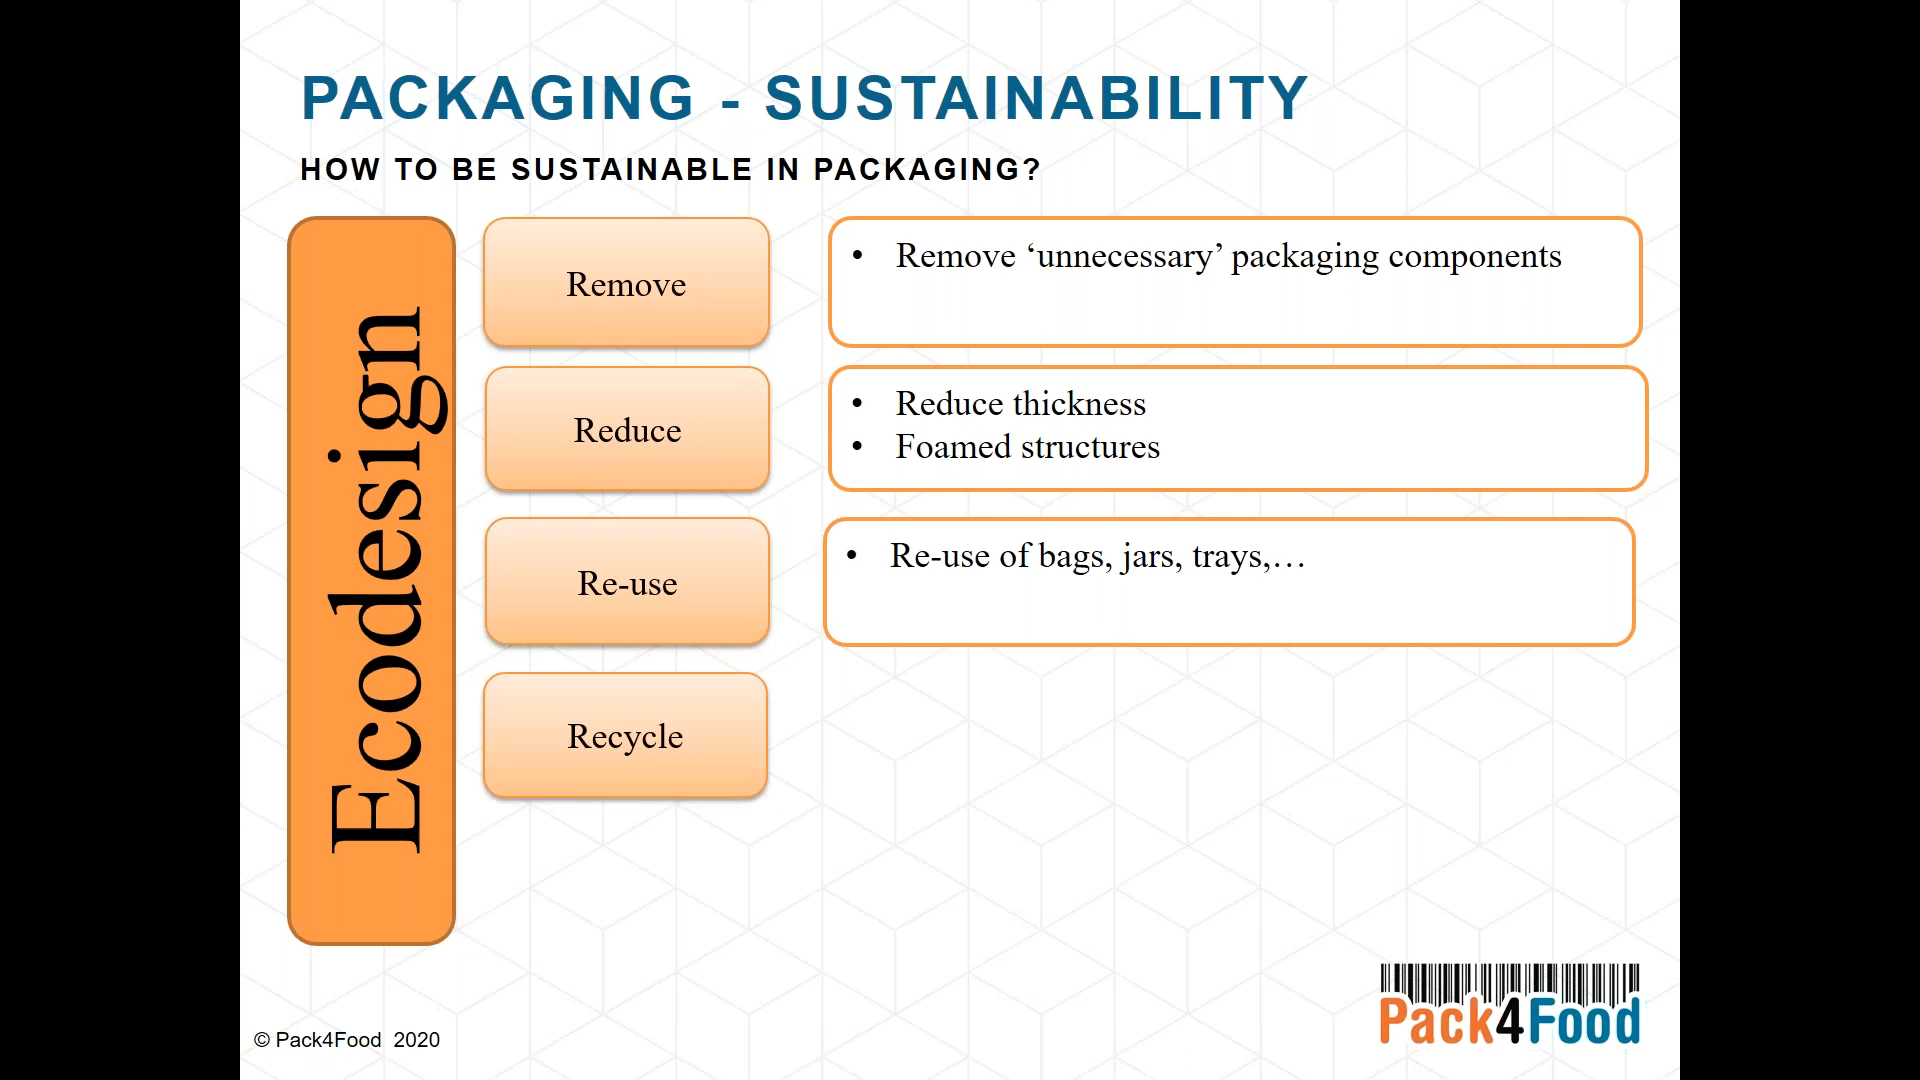 PACKAGING - SUSTAINABILITY
HOW TO BE SUSTAINABLE IN PACKAGING?
Ecodesign
Remove
• Remove ‘unnecessary’ packaging components
Reduce
• Reduce thickness
• Foamed structures
Re-use
• Re-use of bags, jars, trays,…
Recycle
© Pack4Food 2020
Pack4Food